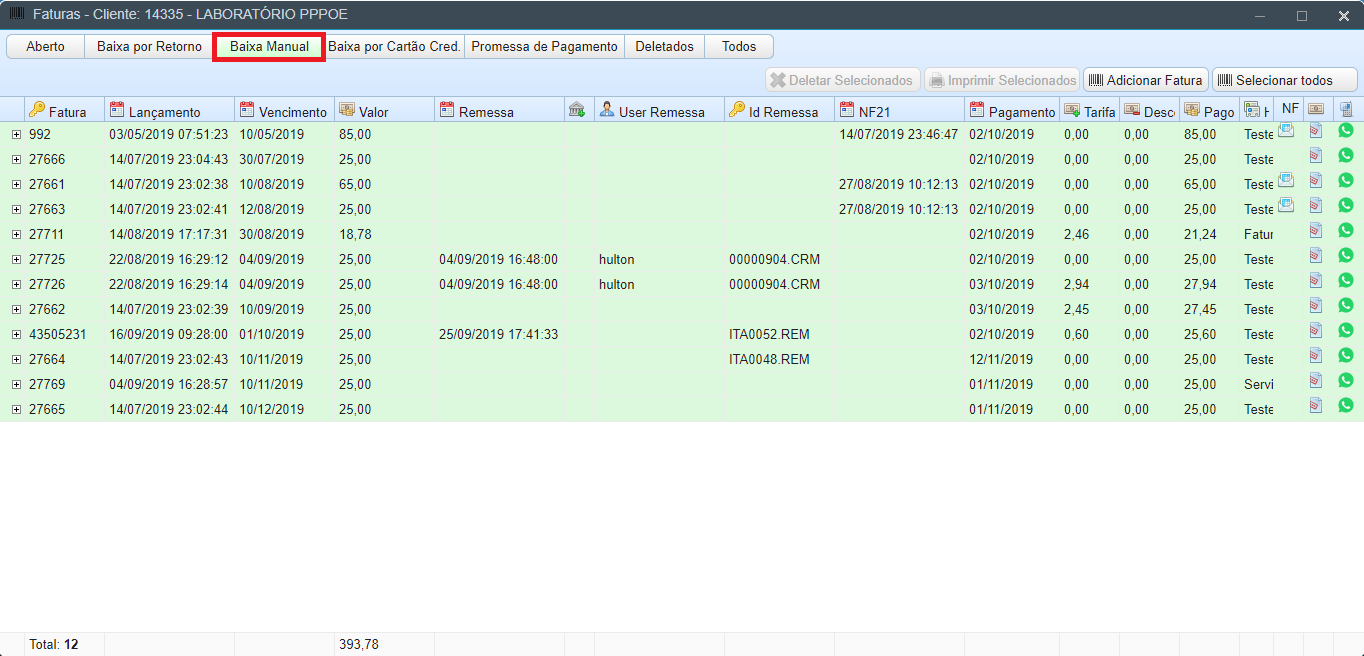 Faturas - Cliente: 14335 - LABORATÓRIO PPPOE
Aberto Baixa por Retorno Baixa Manual Baixa por Cartão Cred. Promessa de Pagamento Deletados Todos
Deletar Selecionados Imprimir Selecionados Adicionar Fatura Selecionar todos
Fatura Lançamento Vencimento Valor Remessa User Remessa Id Remessa NF21 Pagamento Tarifa Desc Pago H NF
992 03/05/2019 07:51:23 10/05/2019 85,00 14/07/2019 23:46:47 02/10/2019 0,00 0,00 85,00 Teste
27666 14/07/2019 23:04:43 30/07/2019 25,00 02/10/2019 0,00 0,00 25,00 Teste
27661 14/07/2019 23:02:38 10/08/2019 65,00 27/08/2019 10:12:13 02/10/2019 0,00 0,00 65,00 Teste
27663 14/07/2019 23:02:41 12/08/2019 25,00 27/08/2019 10:12:13 02/10/2019 0,00 0,00 25,00 Teste
27711 14/08/2019 17:17:31 30/08/2019 18,78 02/10/2019 2,46 0,00 21,24 Fatur
27725 22/08/2019 16:29:12 04/09/2019 25,00 04/09/2019 16:48:00 hulton 00000904.CRM 02/10/2019 0,00 0,00 25,00 Teste
27726 22/08/2019 16:29:14 04/09/2019 25,00 04/09/2019 16:48:00 hulton 00000904.CRM 03/10/2019 2,94 0,00 27,94 Teste
27662 14/07/2019 23:02:39 10/09/2019 25,00 03/10/2019 2,45 0,00 27,45 Teste
43505231 16/09/2019 09:28:00 01/10/2019 25,00 25/09/2019 17:41:33 ITA0052.REM 02/10/2019 0,60 0,00 25,60 Teste
27664 14/07/2019 23:02:43 10/11/2019 25,00 ITA0048.REM 12/11/2019 0,00 0,00 25,00 Teste
27769 04/09/2019 16:28:57 10/11/2019 25,00 01/11/2019 0,00 0,00 25,00 Servi
27665 14/07/2019 23:02:44 10/12/2019 25,00 01/11/2019 0,00 0,00 25,00 Teste
Total: 12 393,78